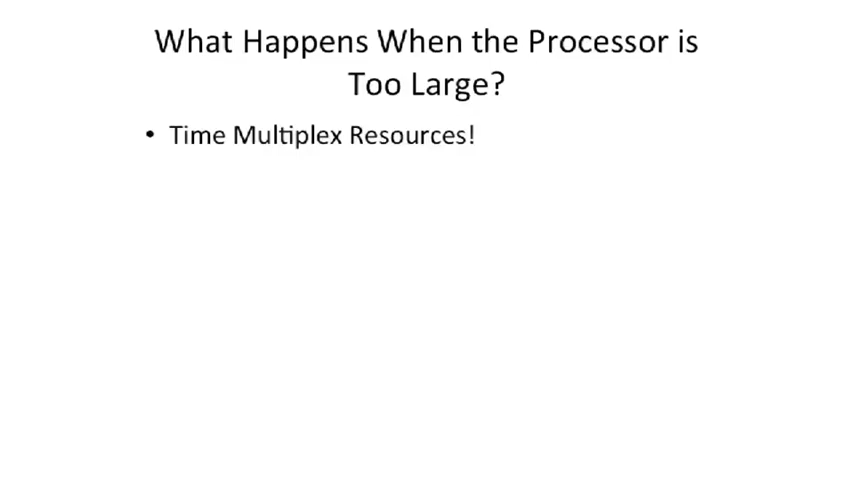 What Happens When the Processor is
Too Large?
• Time Multiplex Resources!